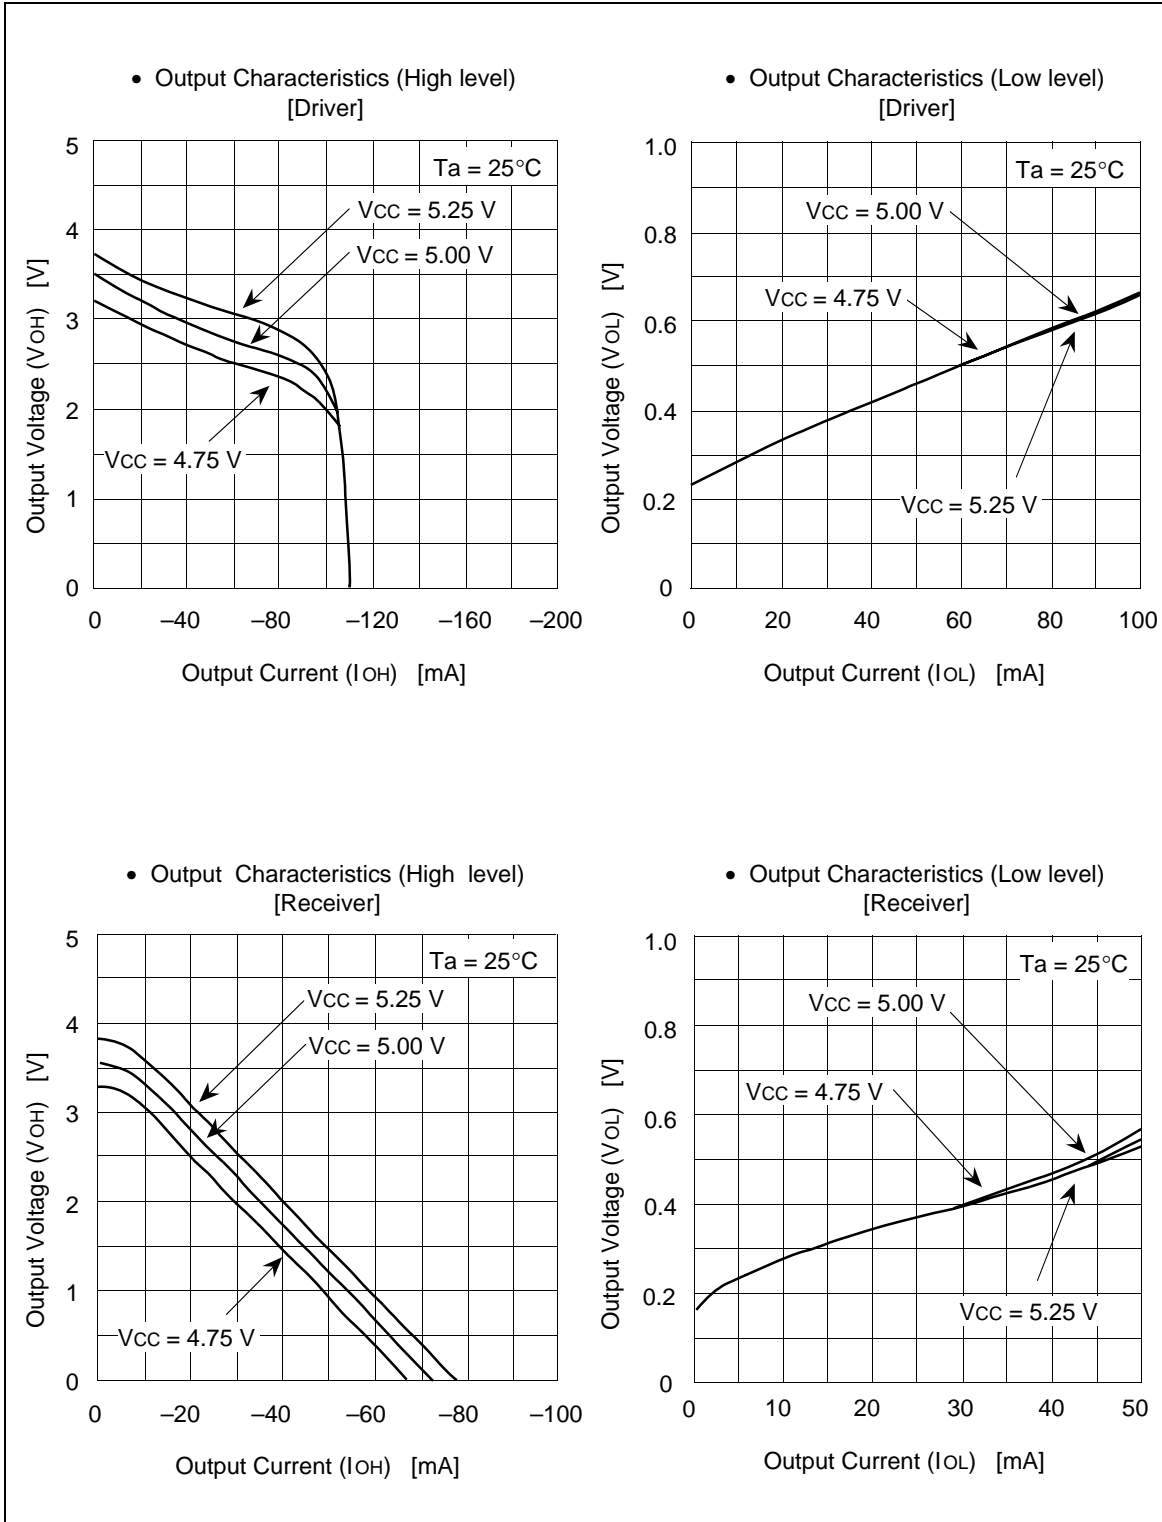 • Output Characteristics (High level)
[Driver]
5
4
3
2
1
0
Output Voltage (VOH) [V]
Ta = 25°C
VCC = 5.25 V
VCC = 5.00 V
VCC = 4.75 V
0 –40 –80 –120 –160 –200
Output Current (IOH) [mA]
• Output Characteristics (Low level)
[Driver]
1.0
0.8
0.6
0.4
0.2
0
Output Voltage (VOL) [V]
Ta = 25°C
VCC = 5.00 V
VCC = 4.75 V
VCC = 5.25 V
0 20 40 60 80 100
Output Current (IOL) [mA]
• Output Characteristics (High level)
[Receiver]
5
4
3
2
1
0
Output Voltage (VOH) [V]
Ta = 25°C
VCC = 5.25 V
VCC = 5.00 V
VCC = 4.75 V
0 –20 –40 –60 –80 –100
Output Current (IOH) [mA]
• Output Characteristics (Low level)
[Receiver]
1.0
0.8
0.6
0.4
0.2
0
Output Voltage (VOL) [V]
Ta = 25°C
VCC = 5.00 V
VCC = 4.75 V
VCC = 5.25 V
0 10 20 30 40 50
Output Current (IOL) [mA]